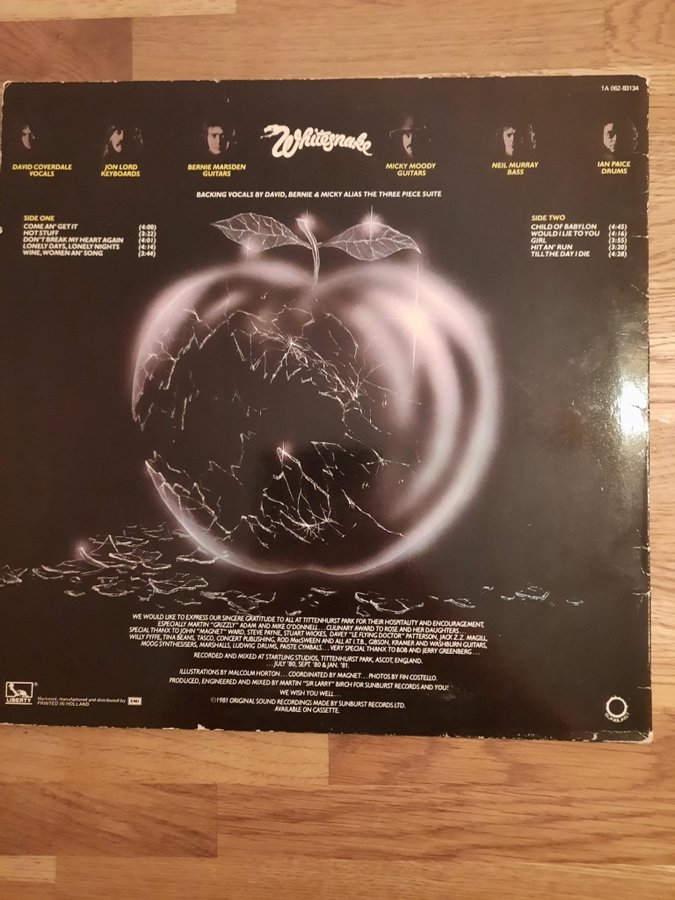 1A 062-83134
Whitesnake
DAVID COVERDALE
VOCALS
JON LORD
KEYBOARDS
BERNIE MARSDEN
GUITARS
MICKY MOODY
GUITARS
NEIL MURRAY
BASS
IAN PAICE
DRUMS
BACKING VOCALS BY DAVID, BERNIE & MICKY ALIAS THE THREE PIECE SUITE
SIDE ONE
COME AN' GET IT (4:00)
HOT STUFF (3:22)
DON'T BREAK MY HEART AGAIN (4:01)
LONELY DAYS, LONELY NIGHTS (4:14)
WINE, WOMEN AN' SONG (3:44)
SIDE TWO
CHILD OF BABYLON (4:45)
WOULD I LIE TO YOU (4:16)
GIRL (3:55)
HIT AN' RUN (3:20)
TILL THE DAY I DIE (4:28)
WE WOULD LIKE TO EXPRESS OUR SINCERE GRATITUDE TO ALL AT TITTENHURST PARK FOR THEIR HOSPITALITY AND ENCOURAGEMENT,
ESPECIALLY MARTIN "GRIZZLY" ADAM AND MIKE O'DONNELL... CULINARY AWARD TO ROSE AND HER DAUGHTERS...
SPECIAL THANX TO JOHN "MAGNET" WARD, STEVE PAYNE, STUART WICKES, DAVEY "LE FLYING DOCTOR" PATTERSON, JACK Z.Z. MAGILL,
WILLY FYFFE, TINA BEANS, TASCO, CONCERT PUBLISHING, ROD MacSWEEN AND ALL AT I.T.B., GIBSON, KRAMER AND WASHBURN GUITARS,
MOOG SYNTHESISERS, MARSHALLS, LUDWIG DRUMS, PAISTE CYMBALS... VERY SPECIAL THANX TO BOB AND JERRY GREENBERG...
RECORDED AND MIXED AT STARTLING STUDIOS, TITTENHURST PARK, ASCOT, ENGLAND.
... JULY '80, SEPT. '80 & JAN. '81.
ILLUSTRATIONS BY MALCOLM HORTON... COORDINATED BY MAGNET... PHOTOS BY FIN COSTELLO.
PRODUCED, ENGINEERED AND MIXED BY MARTIN "SIR LARRY" BIRCH FOR SUNBURST RECORDS AND YOU!
WE WISH YOU WELL...
Ⓟ1981 ORIGINAL SOUND RECORDINGS MADE BY SUNBURST RECORDS LTD.
AVAILABLE ON CASSETTE.
LIBERTY
Marketed, manufactured and distributed by EMI
PRINTED IN HOLLAND
SUNBURST